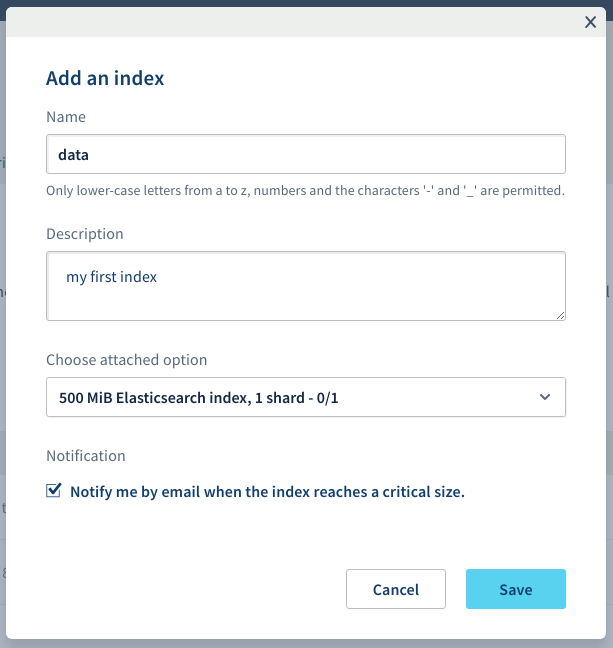 Add an index
Name
data
Only lower-case letters from a to z, numbers and the characters '-' and '_' are permitted.
Description
my first index
Choose attached option
500 MiB Elasticsearch index, 1 shard - 0/1
Notification
Notify me by email when the index reaches a critical size.
Cancel
Save